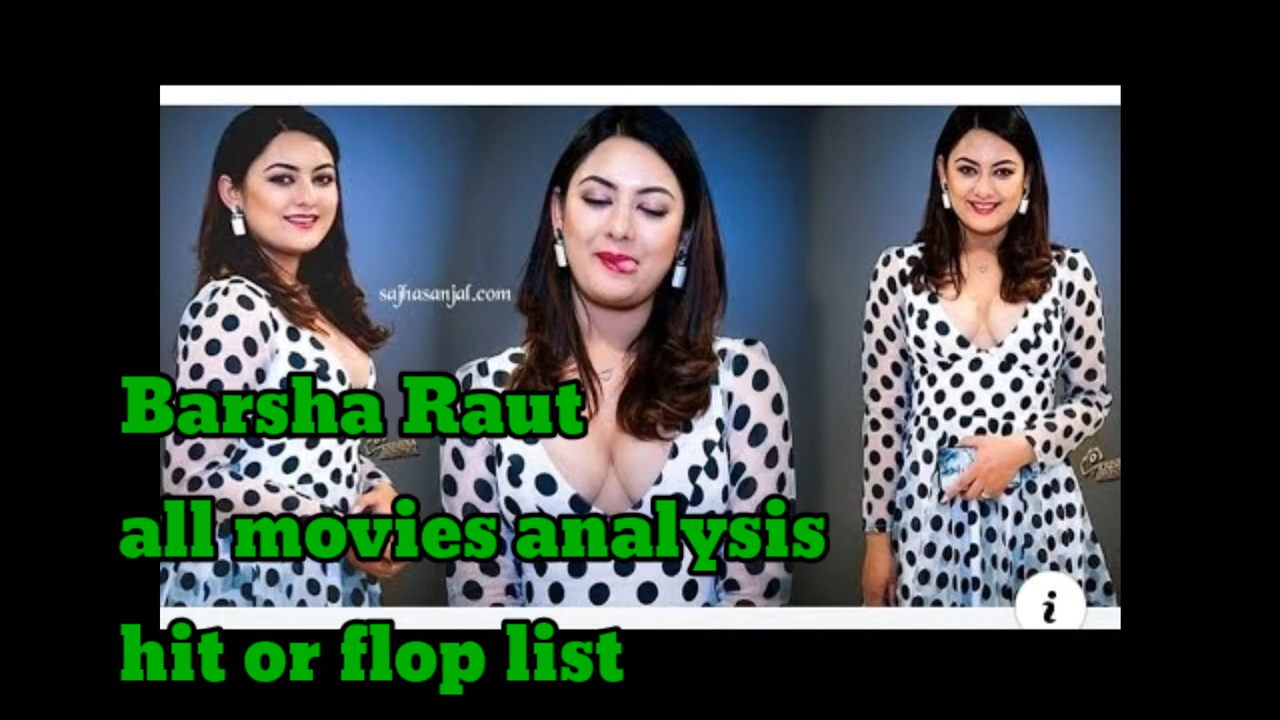 sajhasanjal.com
Barsha Raut
all movies analysis
hit or flop list
i